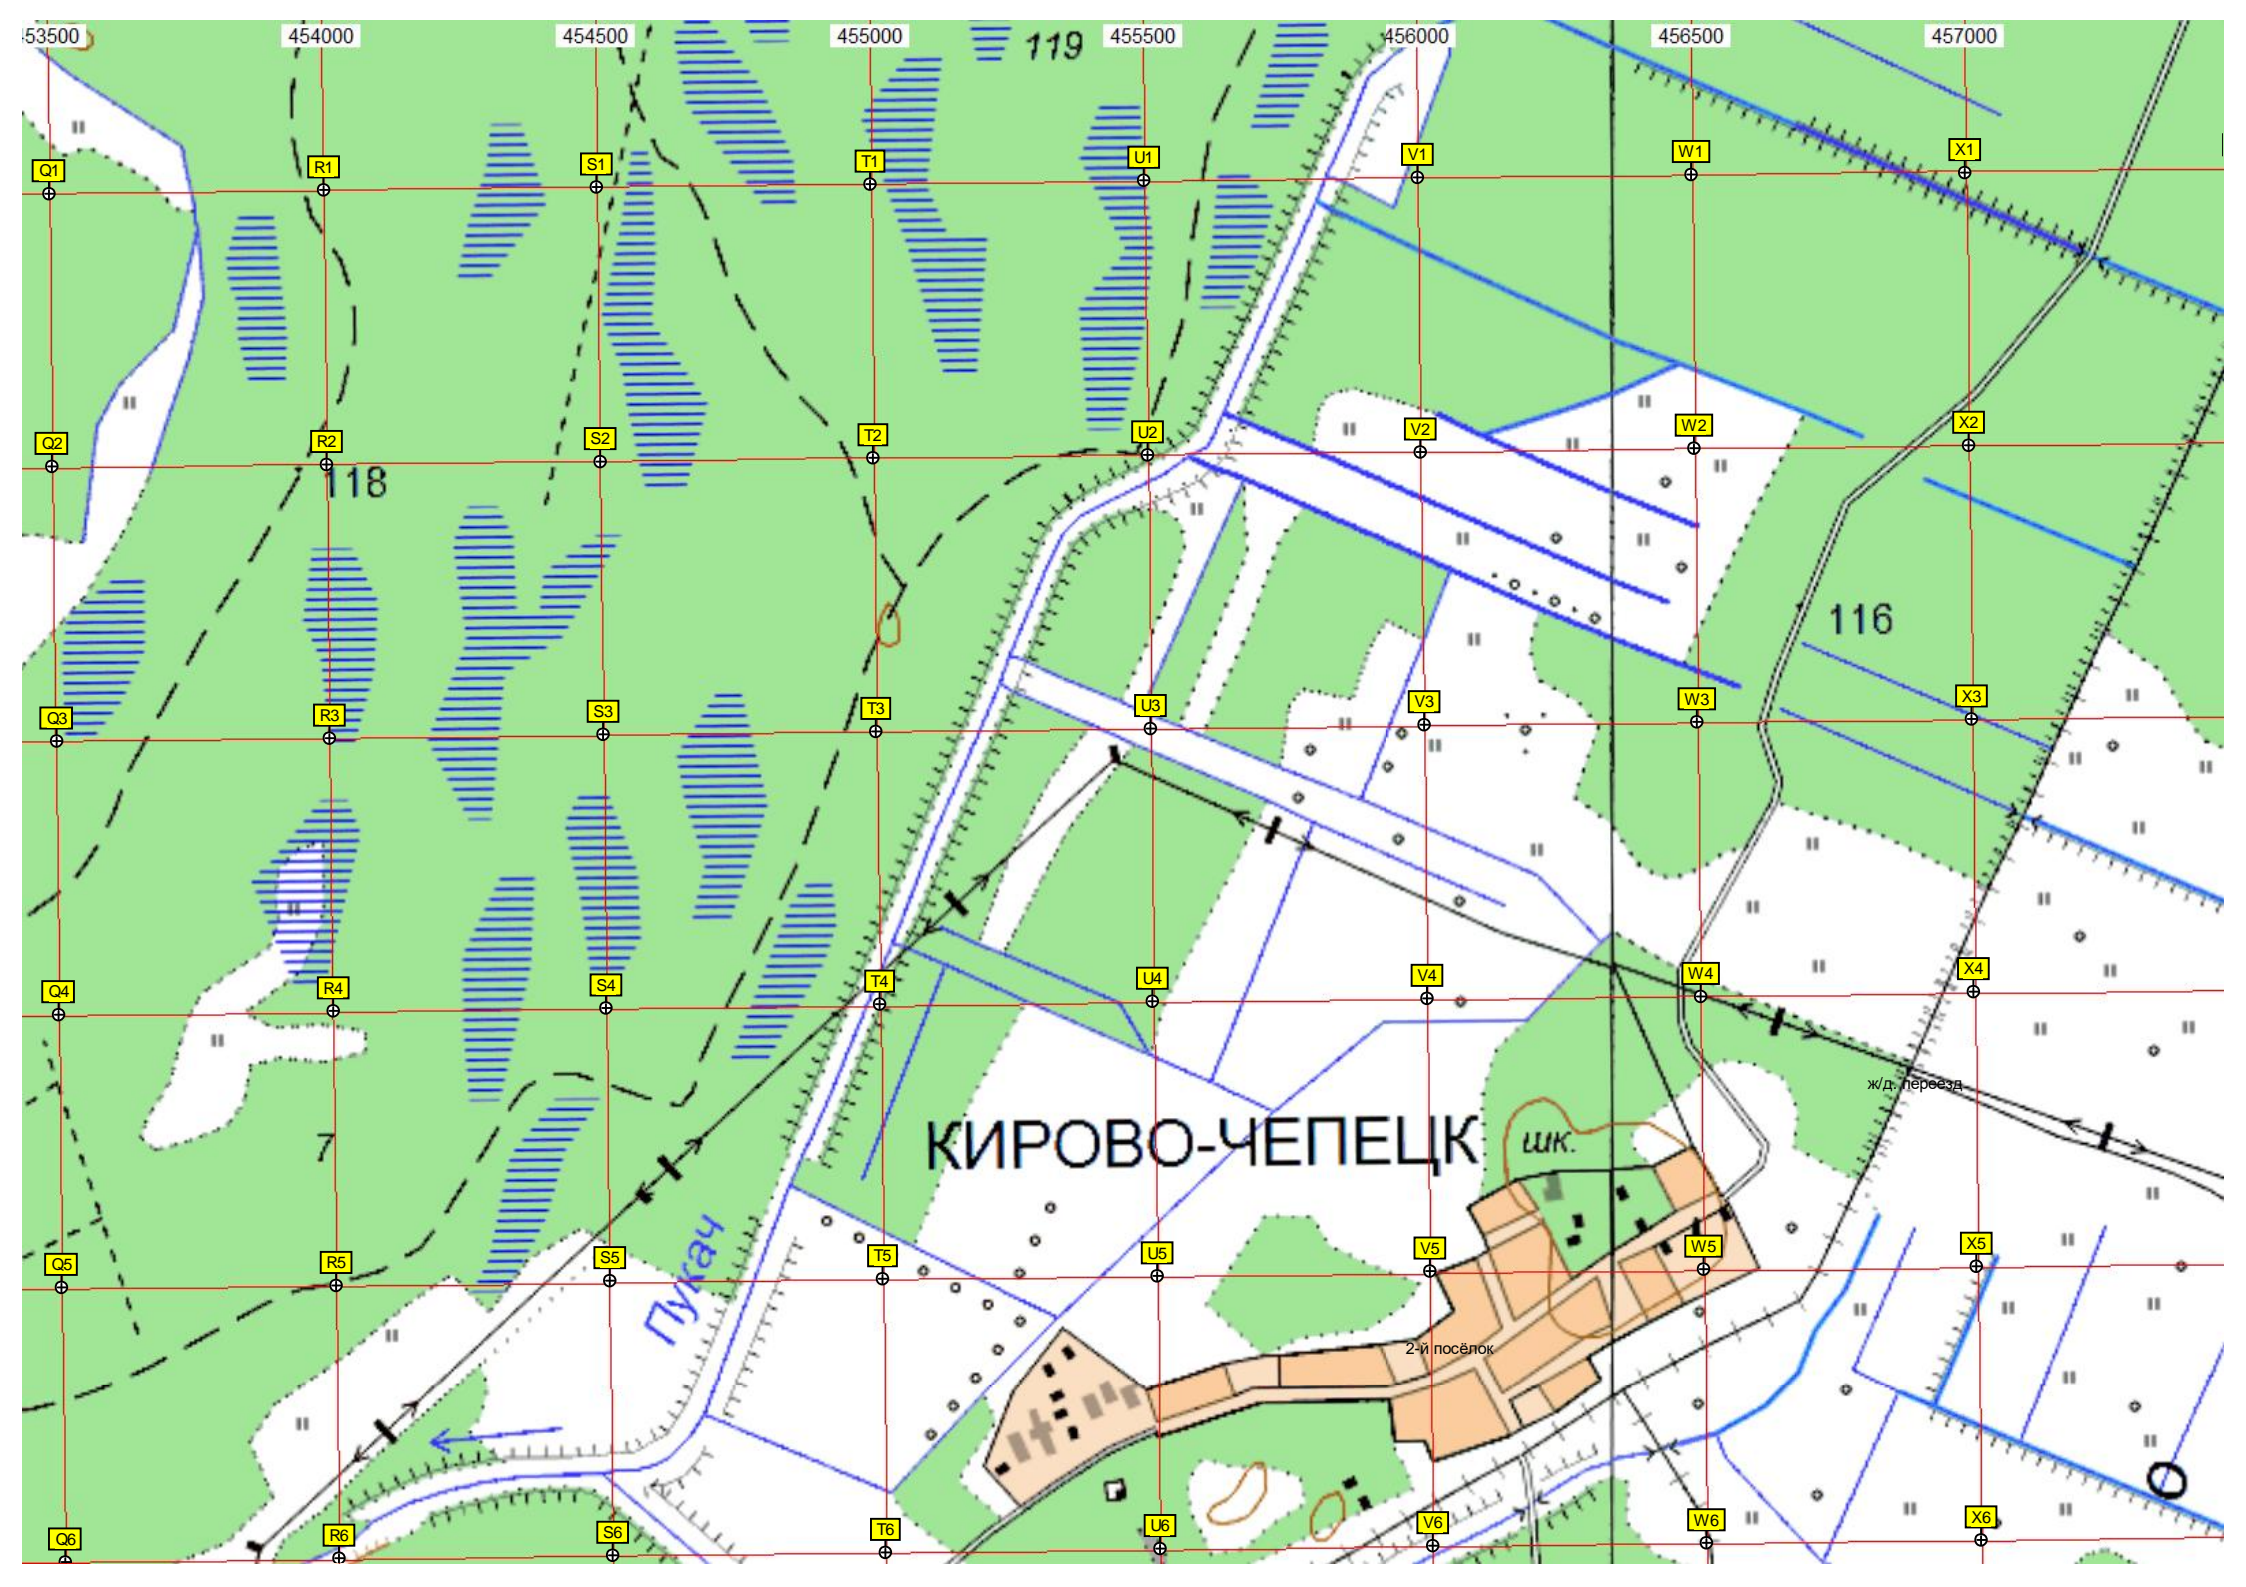 453500 454000 454500 455000 455500 456000 456500 457000
119
Q1 R1 S1 T1 U1 V1 W1 X1
Q2 R2 S2 T2 U2 V2 W2 X2
118
116
Q3 R3 S3 T3 U3 V3 W3 X3
Q4 R4 S4 T4 U4 V4 W4 X4
ж/д. переезд
КИРОВО-ЧЕПЕЦК
шк.
7
Q5 R5 S5 T5 U5 V5 W5 X5
Пукач
2-й посёлок
О
Q6 R6 S6 T6 U6 V6 W6 X6